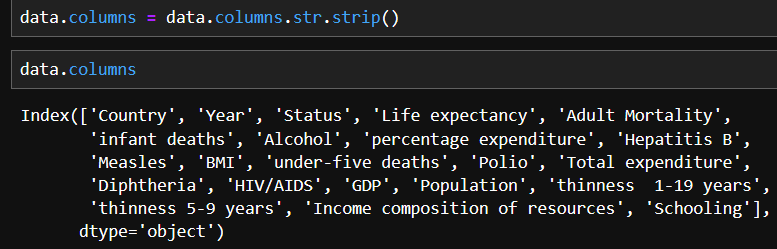 data.columns = data.columns.str.strip()
data.columns
Index(['Country', 'Year', 'Status', 'Life expectancy', 'Adult Mortality',
'infant deaths', 'Alcohol', 'percentage expenditure', 'Hepatitis B',
'Measles', 'BMI', 'under-five deaths', 'Polio', 'Total expenditure',
'Diphtheria', 'HIV/AIDS', 'GDP', 'Population', 'thinness  1-19 years',
'thinness 5-9 years', 'Income composition of resources', 'Schooling'],
dtype='object')